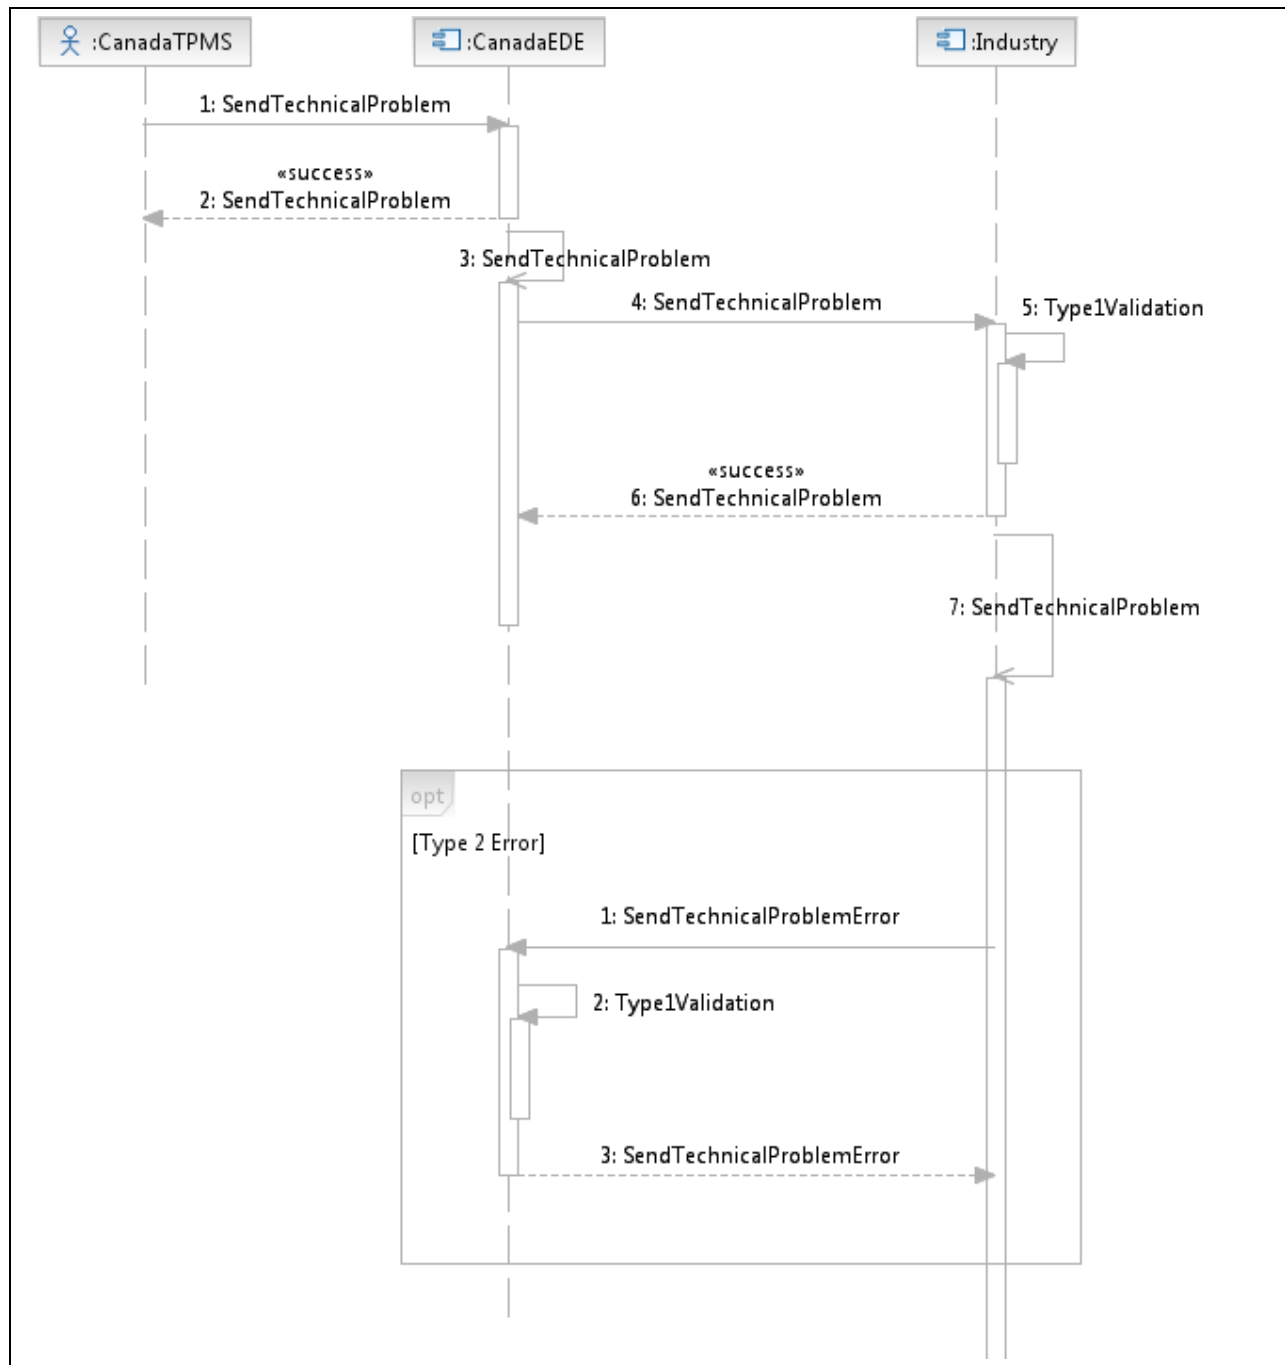 :CanadaTPMS
:CanadaEDE
:Industry
1: SendTechnicalProblem
«success»
2: SendTechnicalProblem
3: SendTechnicalProblem
4: SendTechnicalProblem
5: Type1Validation
«success»
6: SendTechnicalProblem
7: SendTechnicalProblem
opt
[Type 2 Error]
1: SendTechnicalProblemError
2: Type1Validation
3: SendTechnicalProblemError